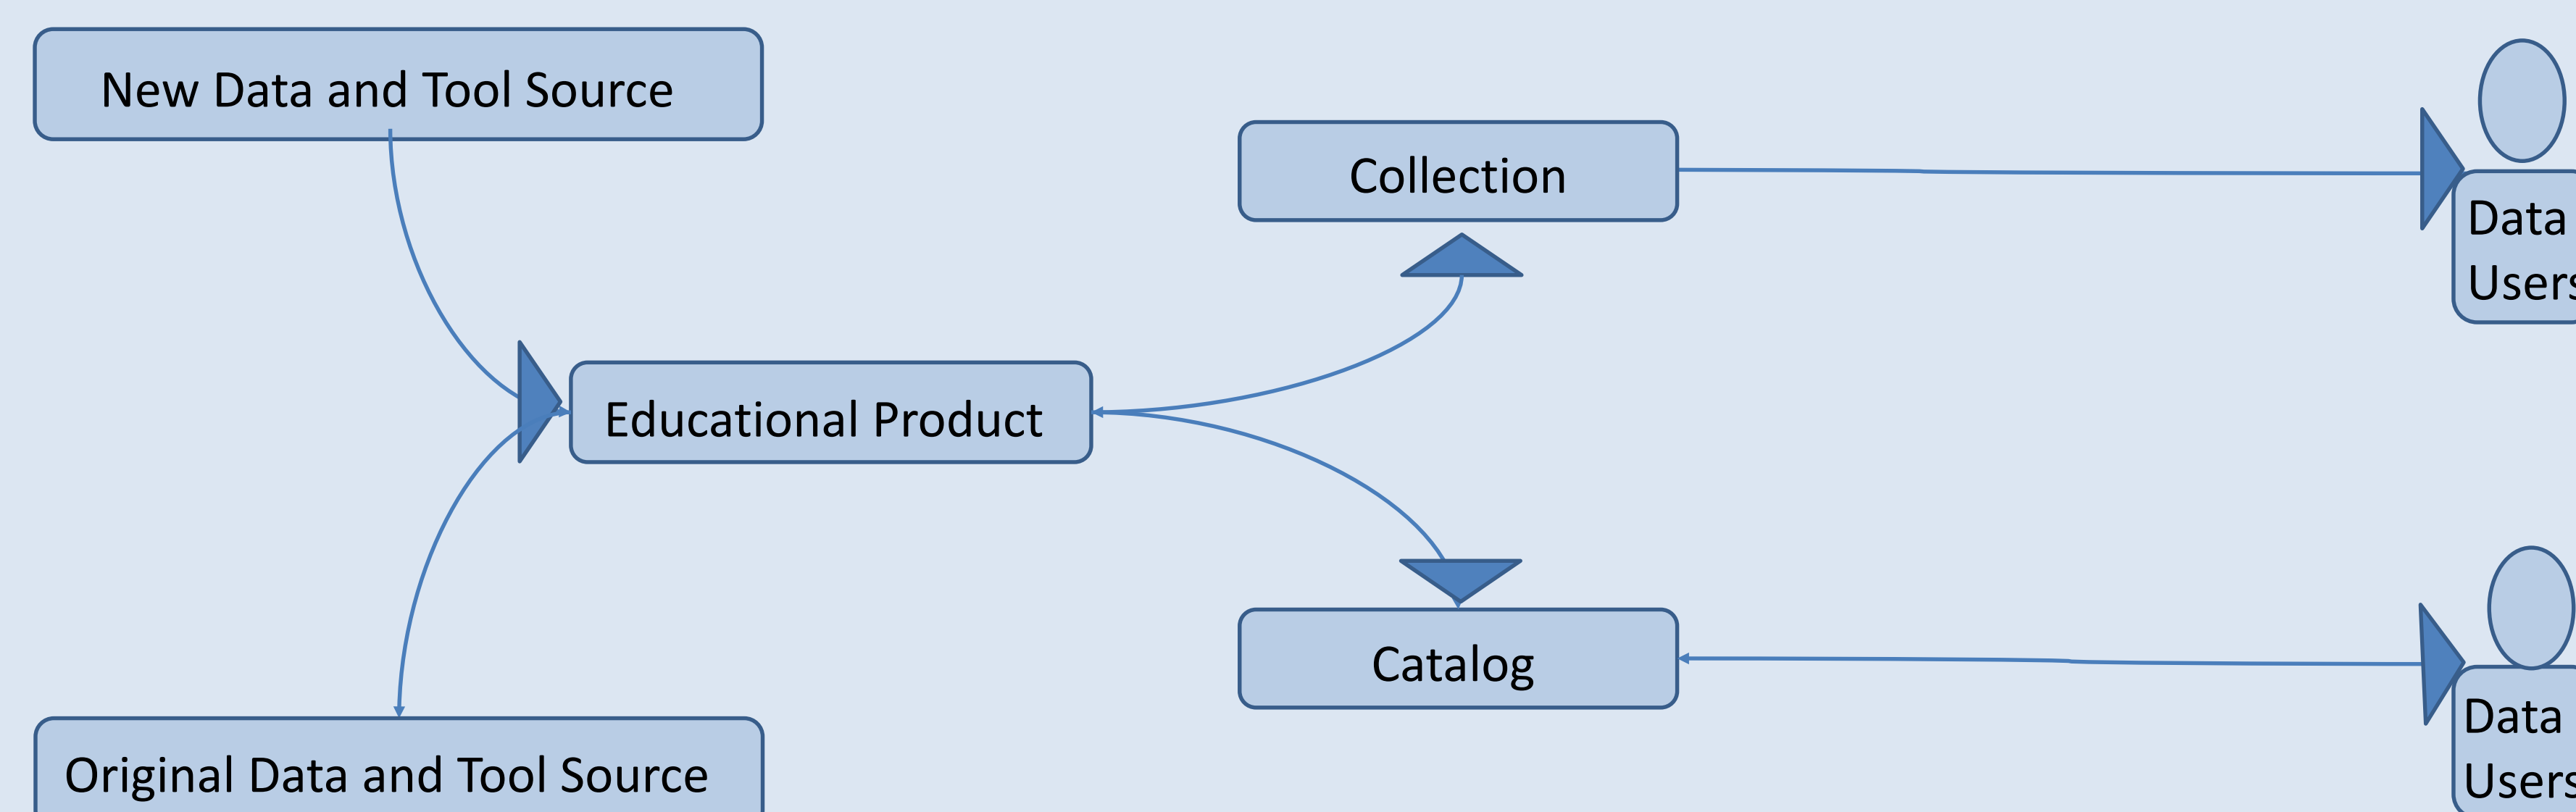 New Data and Tool Source
Collection
Data
Users
Educational Product
Catalog
Data
Users
Original Data and Tool Source